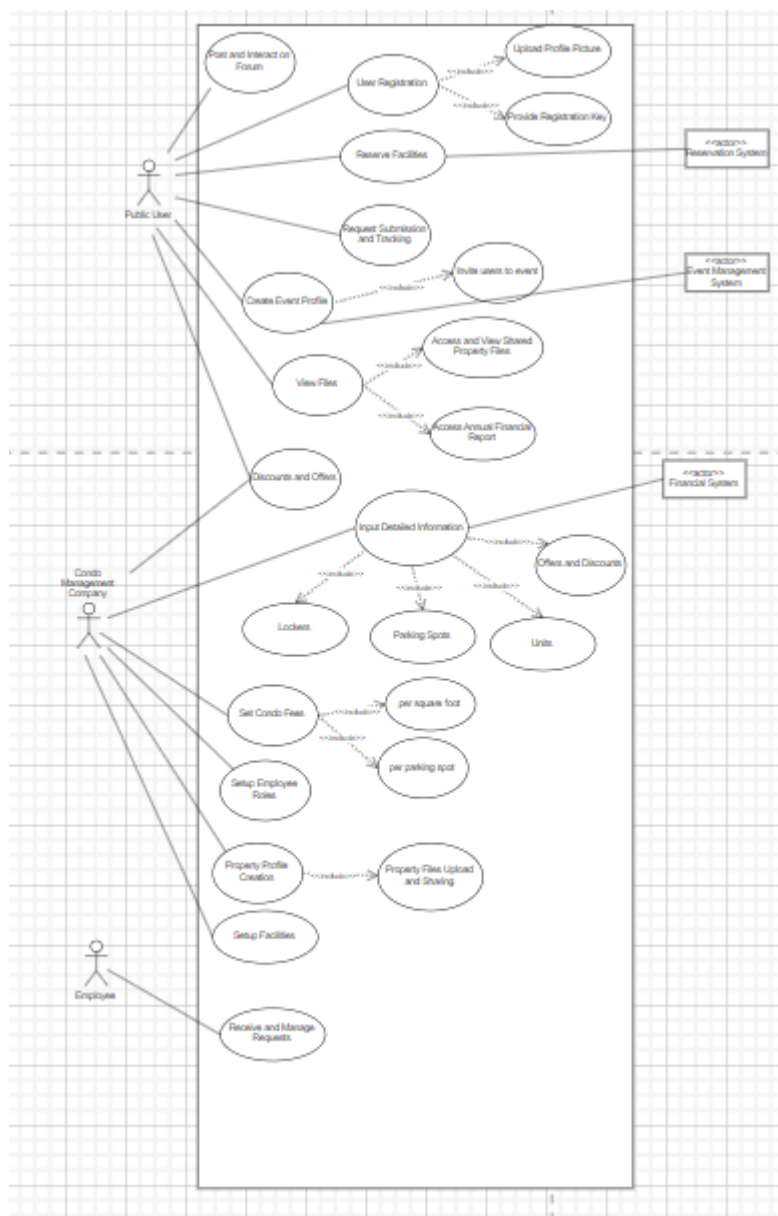 Post and Interact on
Forum
User Registration
Upload Profile Picture
<<include>>
<<include>>
Provide Registration Key
Reserve Facilities
<<actor>>
Reservation System
Public User
Request Submission
and Tracking
Create Event Profile
<<include>>
Invite users to event
<<actor>>
Event Management
System
View Files
<<include>>
Access and View Shared
Property Files
<<include>>
Access Annual Financial
Report
Discounts and Offers
<<actor>>
Financial System
Input Detailed Information
<<include>>
Offers and Discounts
<<include>>
<<include>>
<<include>>
Lockers
Parking Spots
Units
Condo
Management
Company
Set Condo Fees
<<include>>
per square foot
<<include>>
per parking spot
Setup Employee
Roles
Property Profile
Creation
<<include>>
Property Files Upload
and Sharing
Setup Facilities
Employee
Receive and Manage
Requests